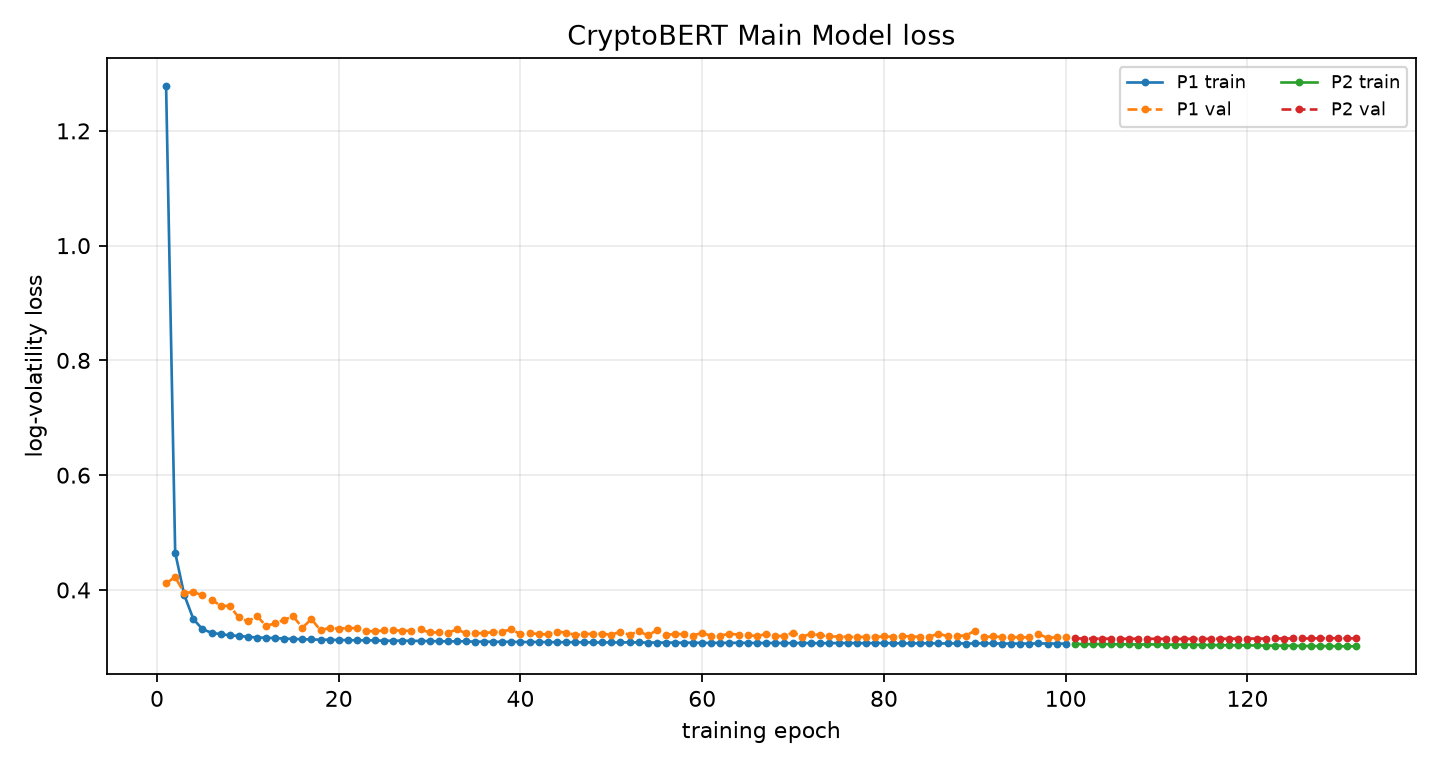 CryptoBERT Main Model loss
P1 train
P1 val
P2 train
P2 val
log-volatility loss
1.2
1.0
0.8
0.6
0.4
0
20
40
60
80
100
120
training epoch